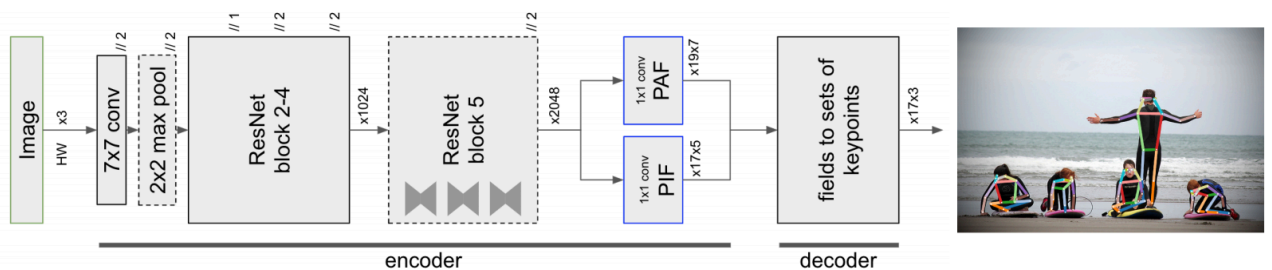 Image
x3
HW
7x7 conv
// 2
2x2 max pool
// 2
ResNet
block 2-4
// 1
// 2
// 2
x1024
ResNet
block 5
// 2
x2048
1x1 conv
PAF
x19x7
1x1 conv
PIF
x17x5
fields to sets of
keypoints
x17x3
encoder
decoder